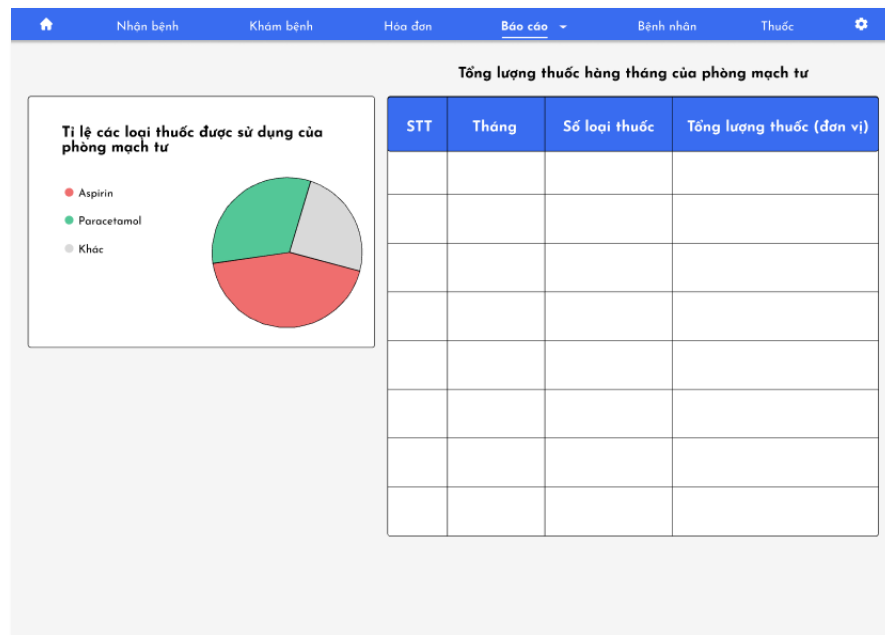 Nhận bệnh Khám bệnh Hóa đơn Báo cáo Bệnh nhân Thuốc
Tổng lượng thuốc hàng tháng của phòng mạch tư
Tỉ lệ các loại thuốc được sử dụng của
phòng mạch tư
Aspirin
Paracetamol
Khác
STT Tháng Số loại thuốc Tổng lượng thuốc (đơn vị)